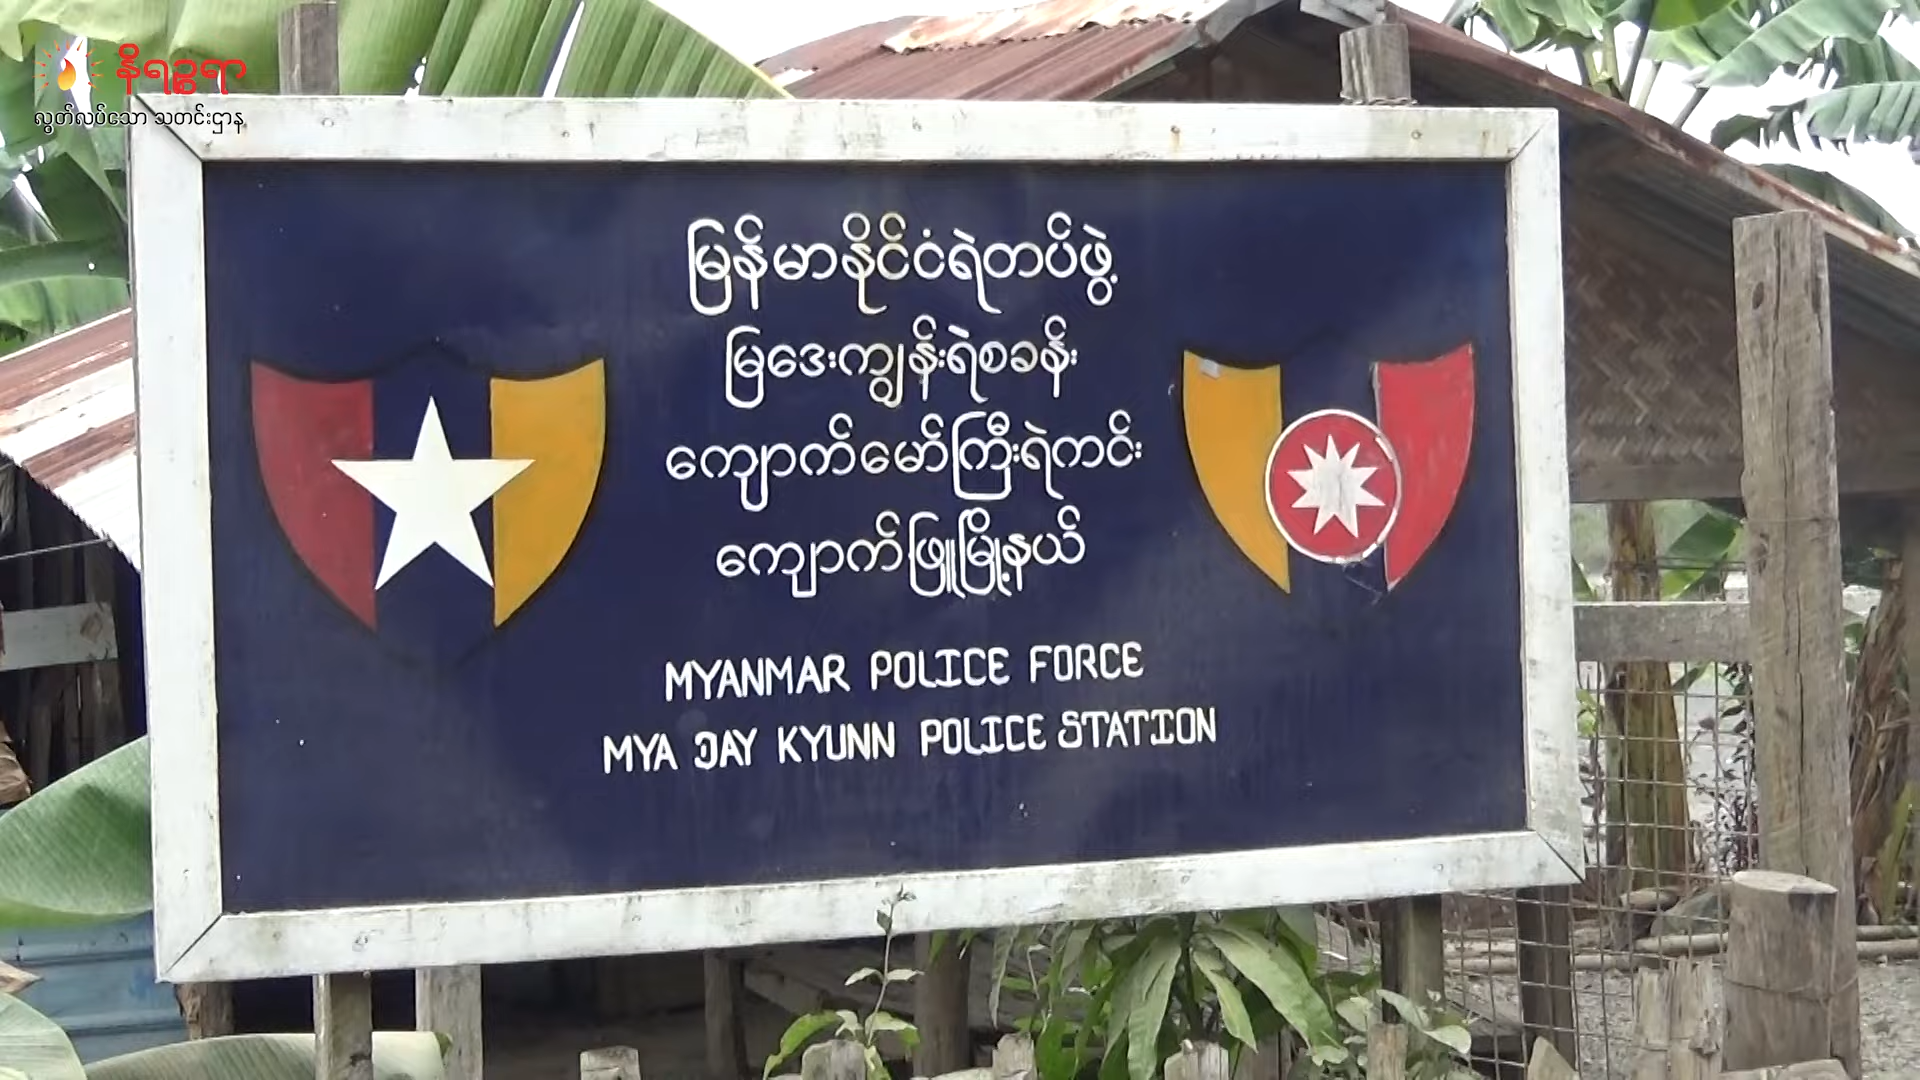 နိရဉ္စရာ
လွတ်လပ်သော သတင်းဌာန
မြန်မာနိုင်ငံရဲတပ်ဖွဲ့
မြဒေးကျွန်းရဲစခန်း
ကျောက်မော်ကြီးရဲကင်း
ကျောက်ဖြူမြို့နယ်
MYANMAR POLICE FORCE
MYA DAY KYUNN POLICE STATION